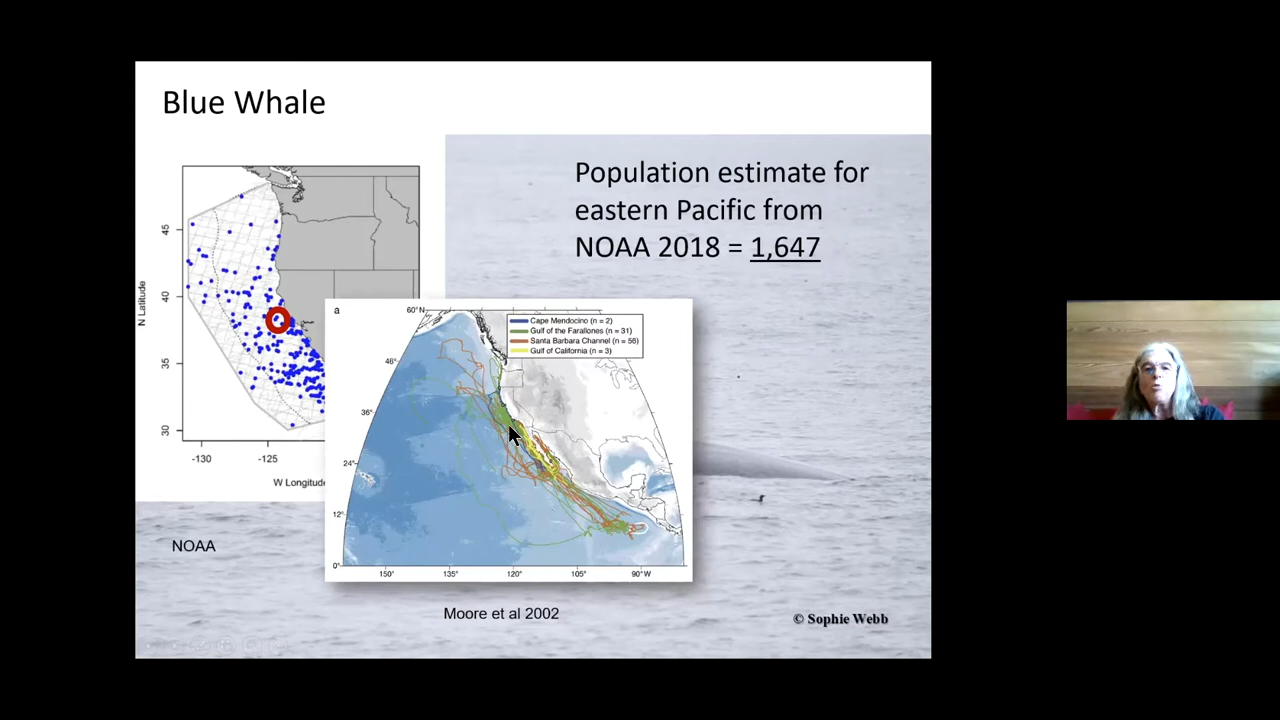 Blue Whale
Population estimate for
eastern Pacific from
NOAA 2018 = 1,647
45
40
35
30
N Latitude
-130
-125
W Longitude
a
60°N
48°
36°
24°
12°
0°
Cape Mendocino (n = 2)
Gulf of the Farallones (n = 31)
Santa Barbara Channel (n = 56)
Gulf of California (n = 3)
150°
135°
120°
105°
90°W
NOAA
Moore et al 2002
© Sophie Webb